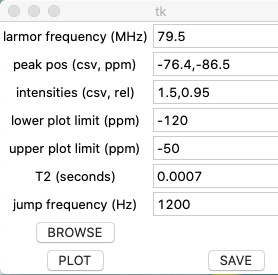 tk
larmor frequency (MHz) 79.5
peak pos (csv, ppm) -76.4,-86.5
intensities (csv, rel) 1.5,0.95
lower plot limit (ppm) -120
upper plot limit (ppm) -50
T2 (seconds) 0.0007
jump frequency (Hz) 1200
BROWSE
PLOT SAVE